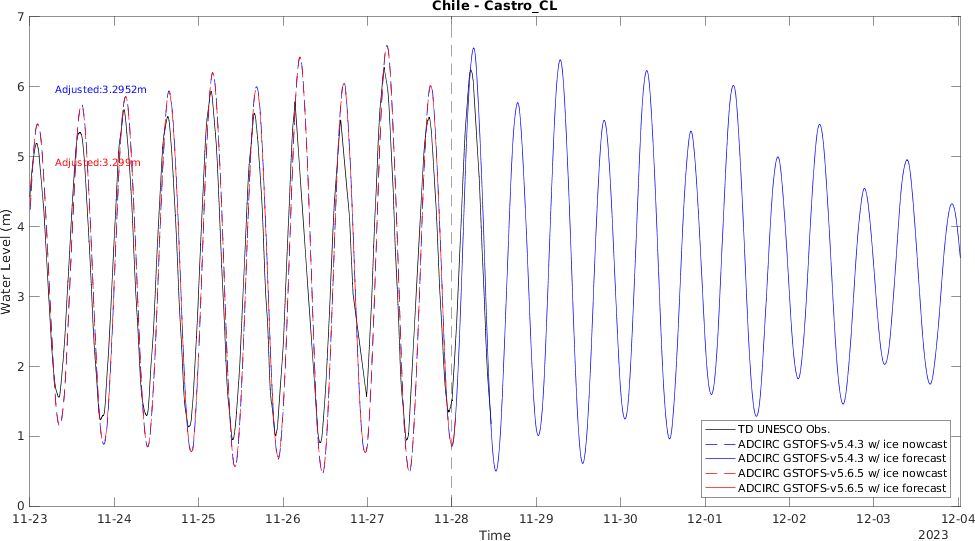 Chile - Castro_CL
7
6
5
4
3
2
1
0
Water Level (m)
Adjusted:3.2952m
Adjusted:3.299m
TD UNESCO Obs.
ADCIRC GSTOFS-v5.4.3 w/ ice nowcast
ADCIRC GSTOFS-v5.4.3 w/ ice forecast
ADCIRC GSTOFS-v5.6.5 w/ ice nowcast
ADCIRC GSTOFS-v5.6.5 w/ ice forecast
11-23 11-24 11-25 11-26 11-27 11-28 11-29 11-30 12-01 12-02 12-03 12-04
Time
2023